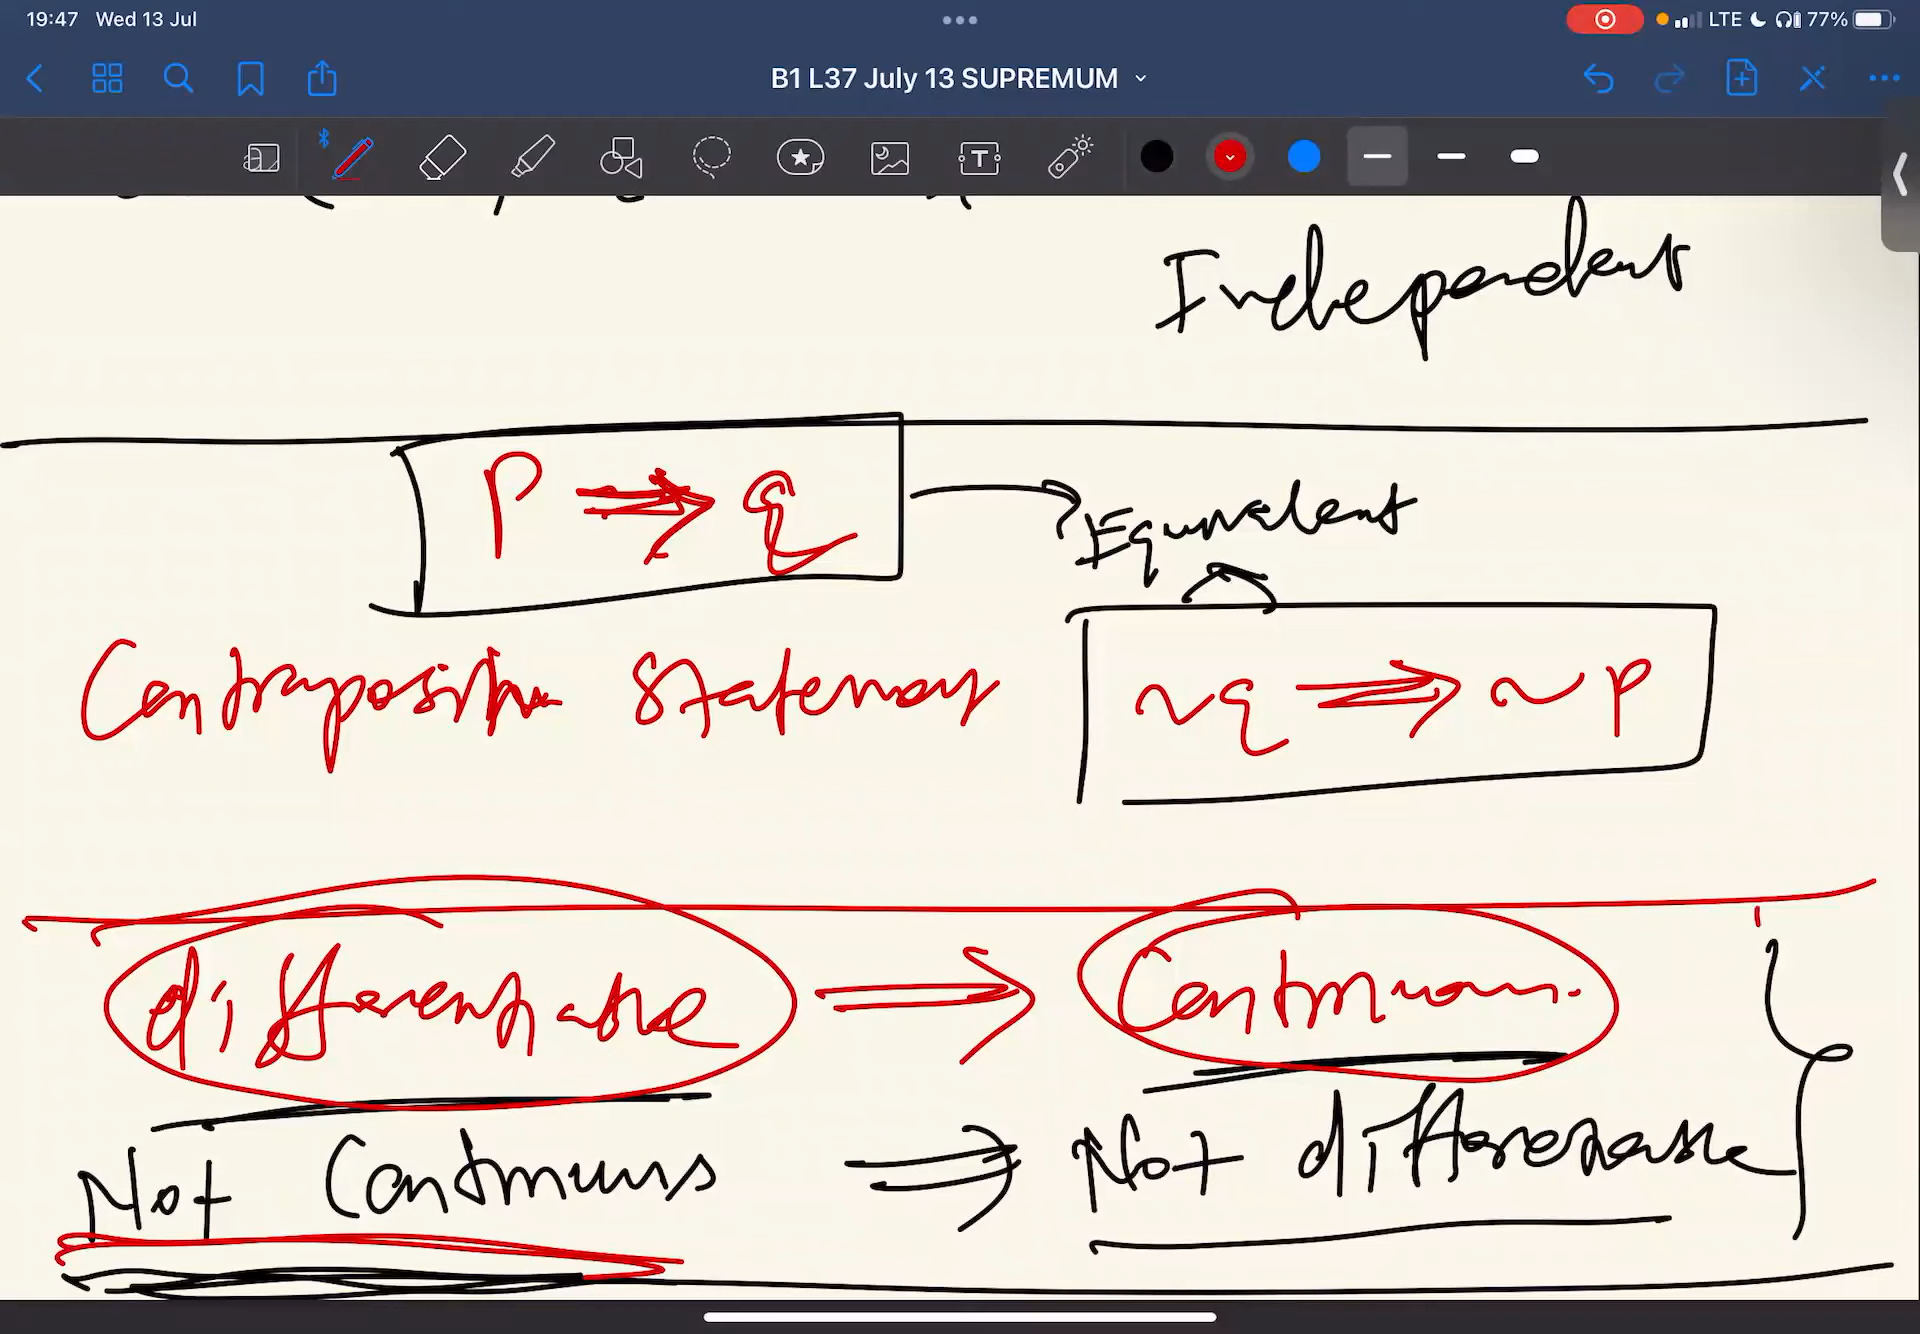 19:47 Wed 13 Jul
LTE 77%
B1 L37 July 13 SUPREMUM
T
Independent
P ⇒ q
Equivalent
Contrapositive Statement
~q ⇒ ~p
differentiable ⇒ Continuous.
Not Continuous ⇒ Not differentiable